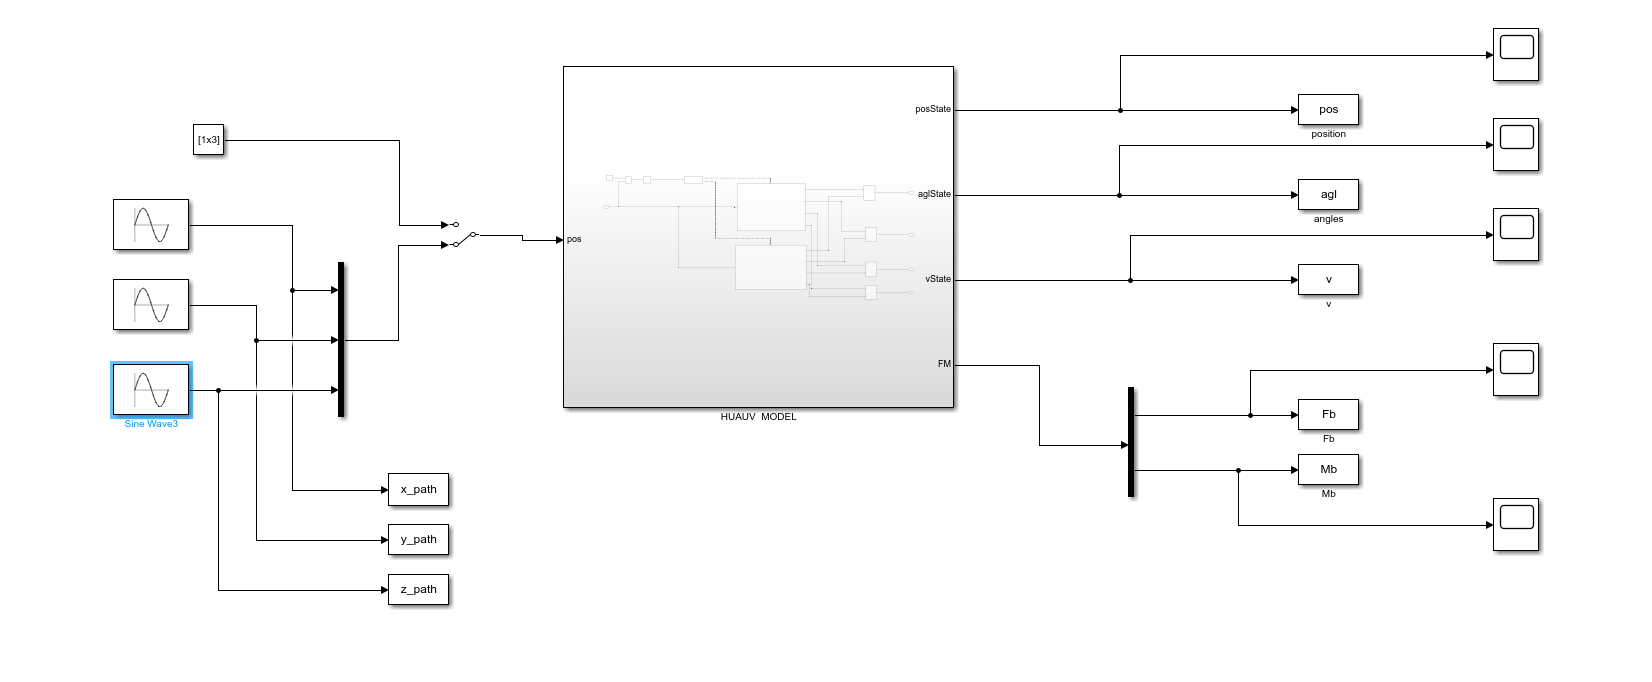 [1x3]
Sine Wave3
x_path
y_path
z_path
pos
posState
aglState
vState
FM
HUAUV MODEL
pos
position
agl
angles
v
v
Fb
Fb
Mb
Mb